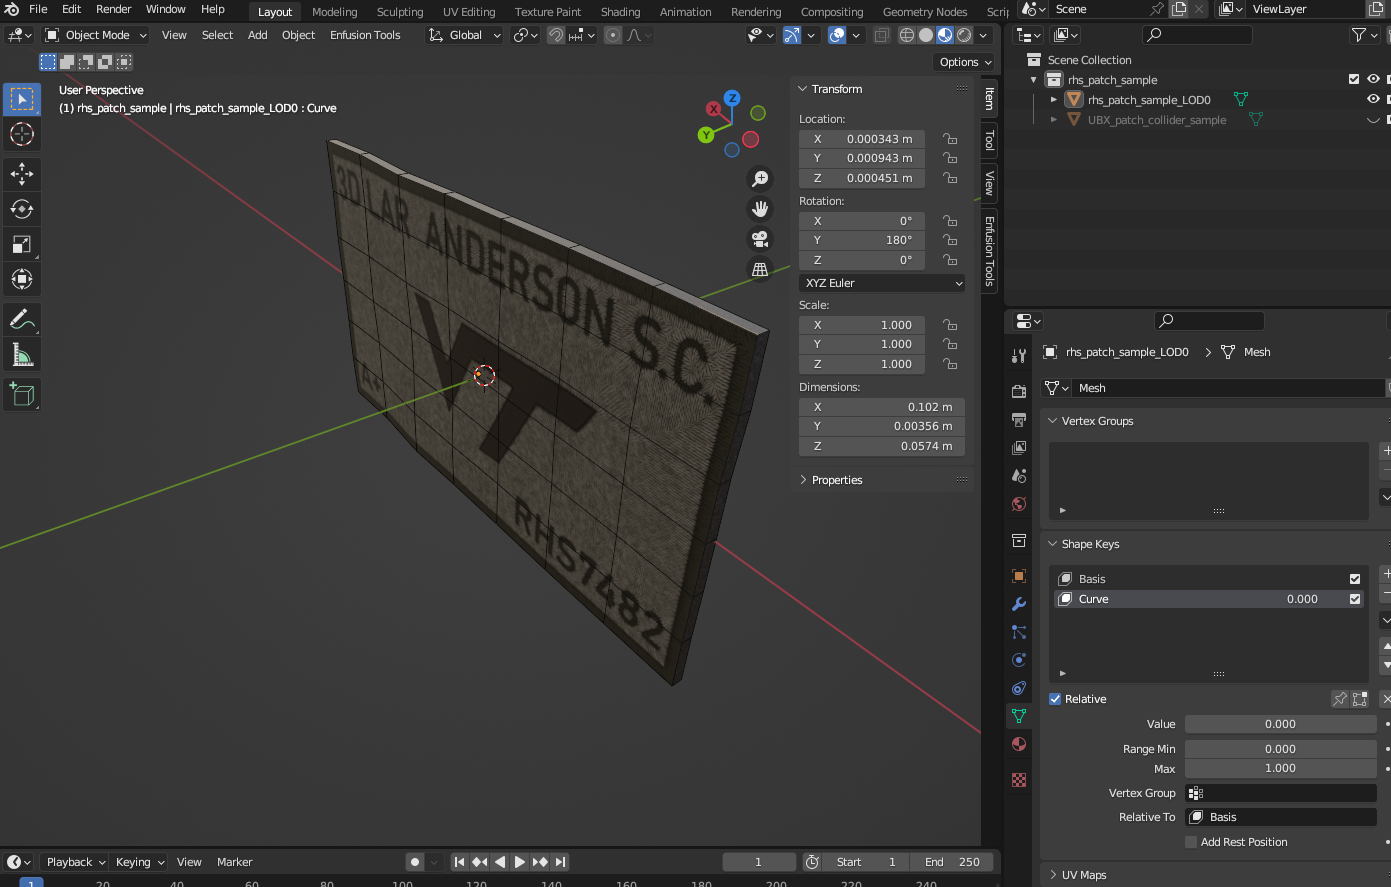 File Edit Render Window Help Layout Modeling Sculpting UV Editing Texture Paint Shading Animation Rendering Compositing Geometry Nodes Scene ViewLayer
Object Mode View Select Add Object Enfusion Tools Global
Options
User Perspective
(1) rhs_patch_sample | rhs_patch_sample_LOD0 : Curve
Z
X
Y
ANDERSON S.C.
VT
A+
RHS7482
Transform
Location:
X 0.000343 m
Y 0.000943 m
Z 0.000451 m
Rotation:
X 0°
Y 180°
Z 0°
XYZ Euler
Scale:
X 1.000
Y 1.000
Z 1.000
Dimensions:
X 0.102 m
Y 0.00356 m
Z 0.0574 m
Properties
Item
Tool
View
Enfusion Tools
Scene Collection
rhs_patch_sample
rhs_patch_sample_LOD0
UBX_patch_collider_sample
rhs_patch_sample_LOD0 Mesh
Mesh
Vertex Groups
Shape Keys
Basis
Curve 0.000
Relative
Value 0.000
Range Min 0.000
Max 1.000
Vertex Group
Relative To Basis
Add Rest Position
UV Maps
Playback Keying View Marker 1 Start 1 End 250
1 20 40 60 80 100 120 140 160 180 200 220 240